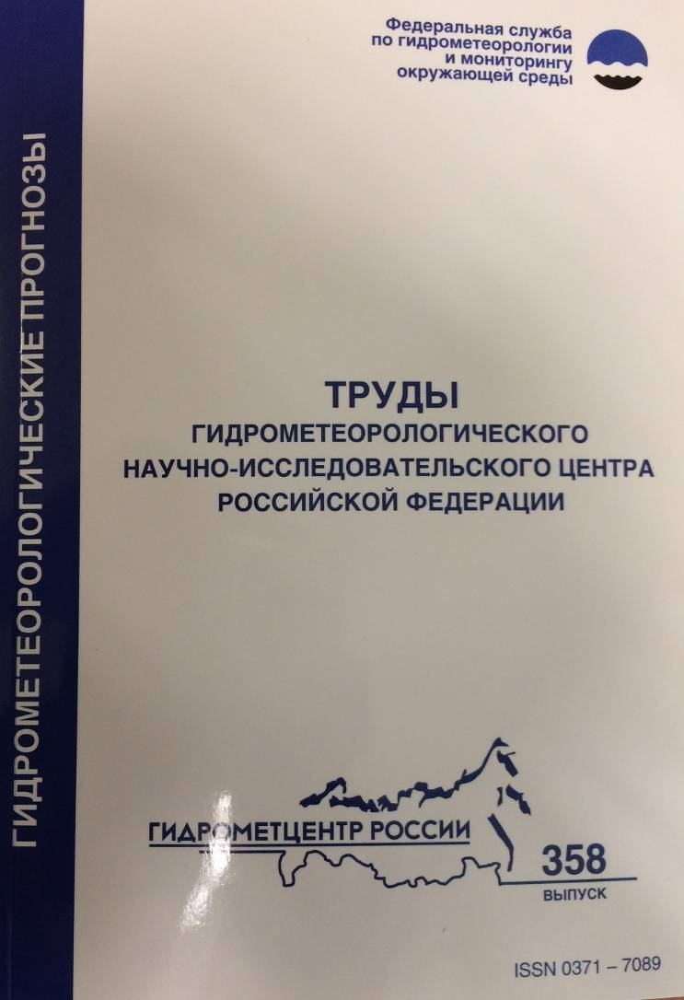 Федеральная служба
по гидрометеорологии
и мониторингу
окружающей среды
ГИДРОМЕТЕОРОЛОГИЧЕСКИЕ ПРОГНОЗЫ
ТРУДЫ
ГИДРОМЕТЕОРОЛОГИЧЕСКОГО
НАУЧНО-ИССЛЕДОВАТЕЛЬСКОГО ЦЕНТРА
РОССИЙСКОЙ ФЕДЕРАЦИИ
ГИДРОМЕТЦЕНТР РОССИИ
358
ВЫПУСК
ISSN 0371 – 7089